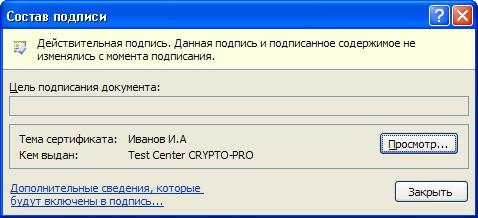 Состав подписи
Действительная подпись. Данная подпись и подписанное содержимое не
изменялись с момента подписания.
Цель подписания документа:
Тема сертификата: Иванов И.А
Просмотр...
Кем выдан: Test Center CRYPTO-PRO
Дополнительные сведения, которые
будут включены в подпись...
Закрыть